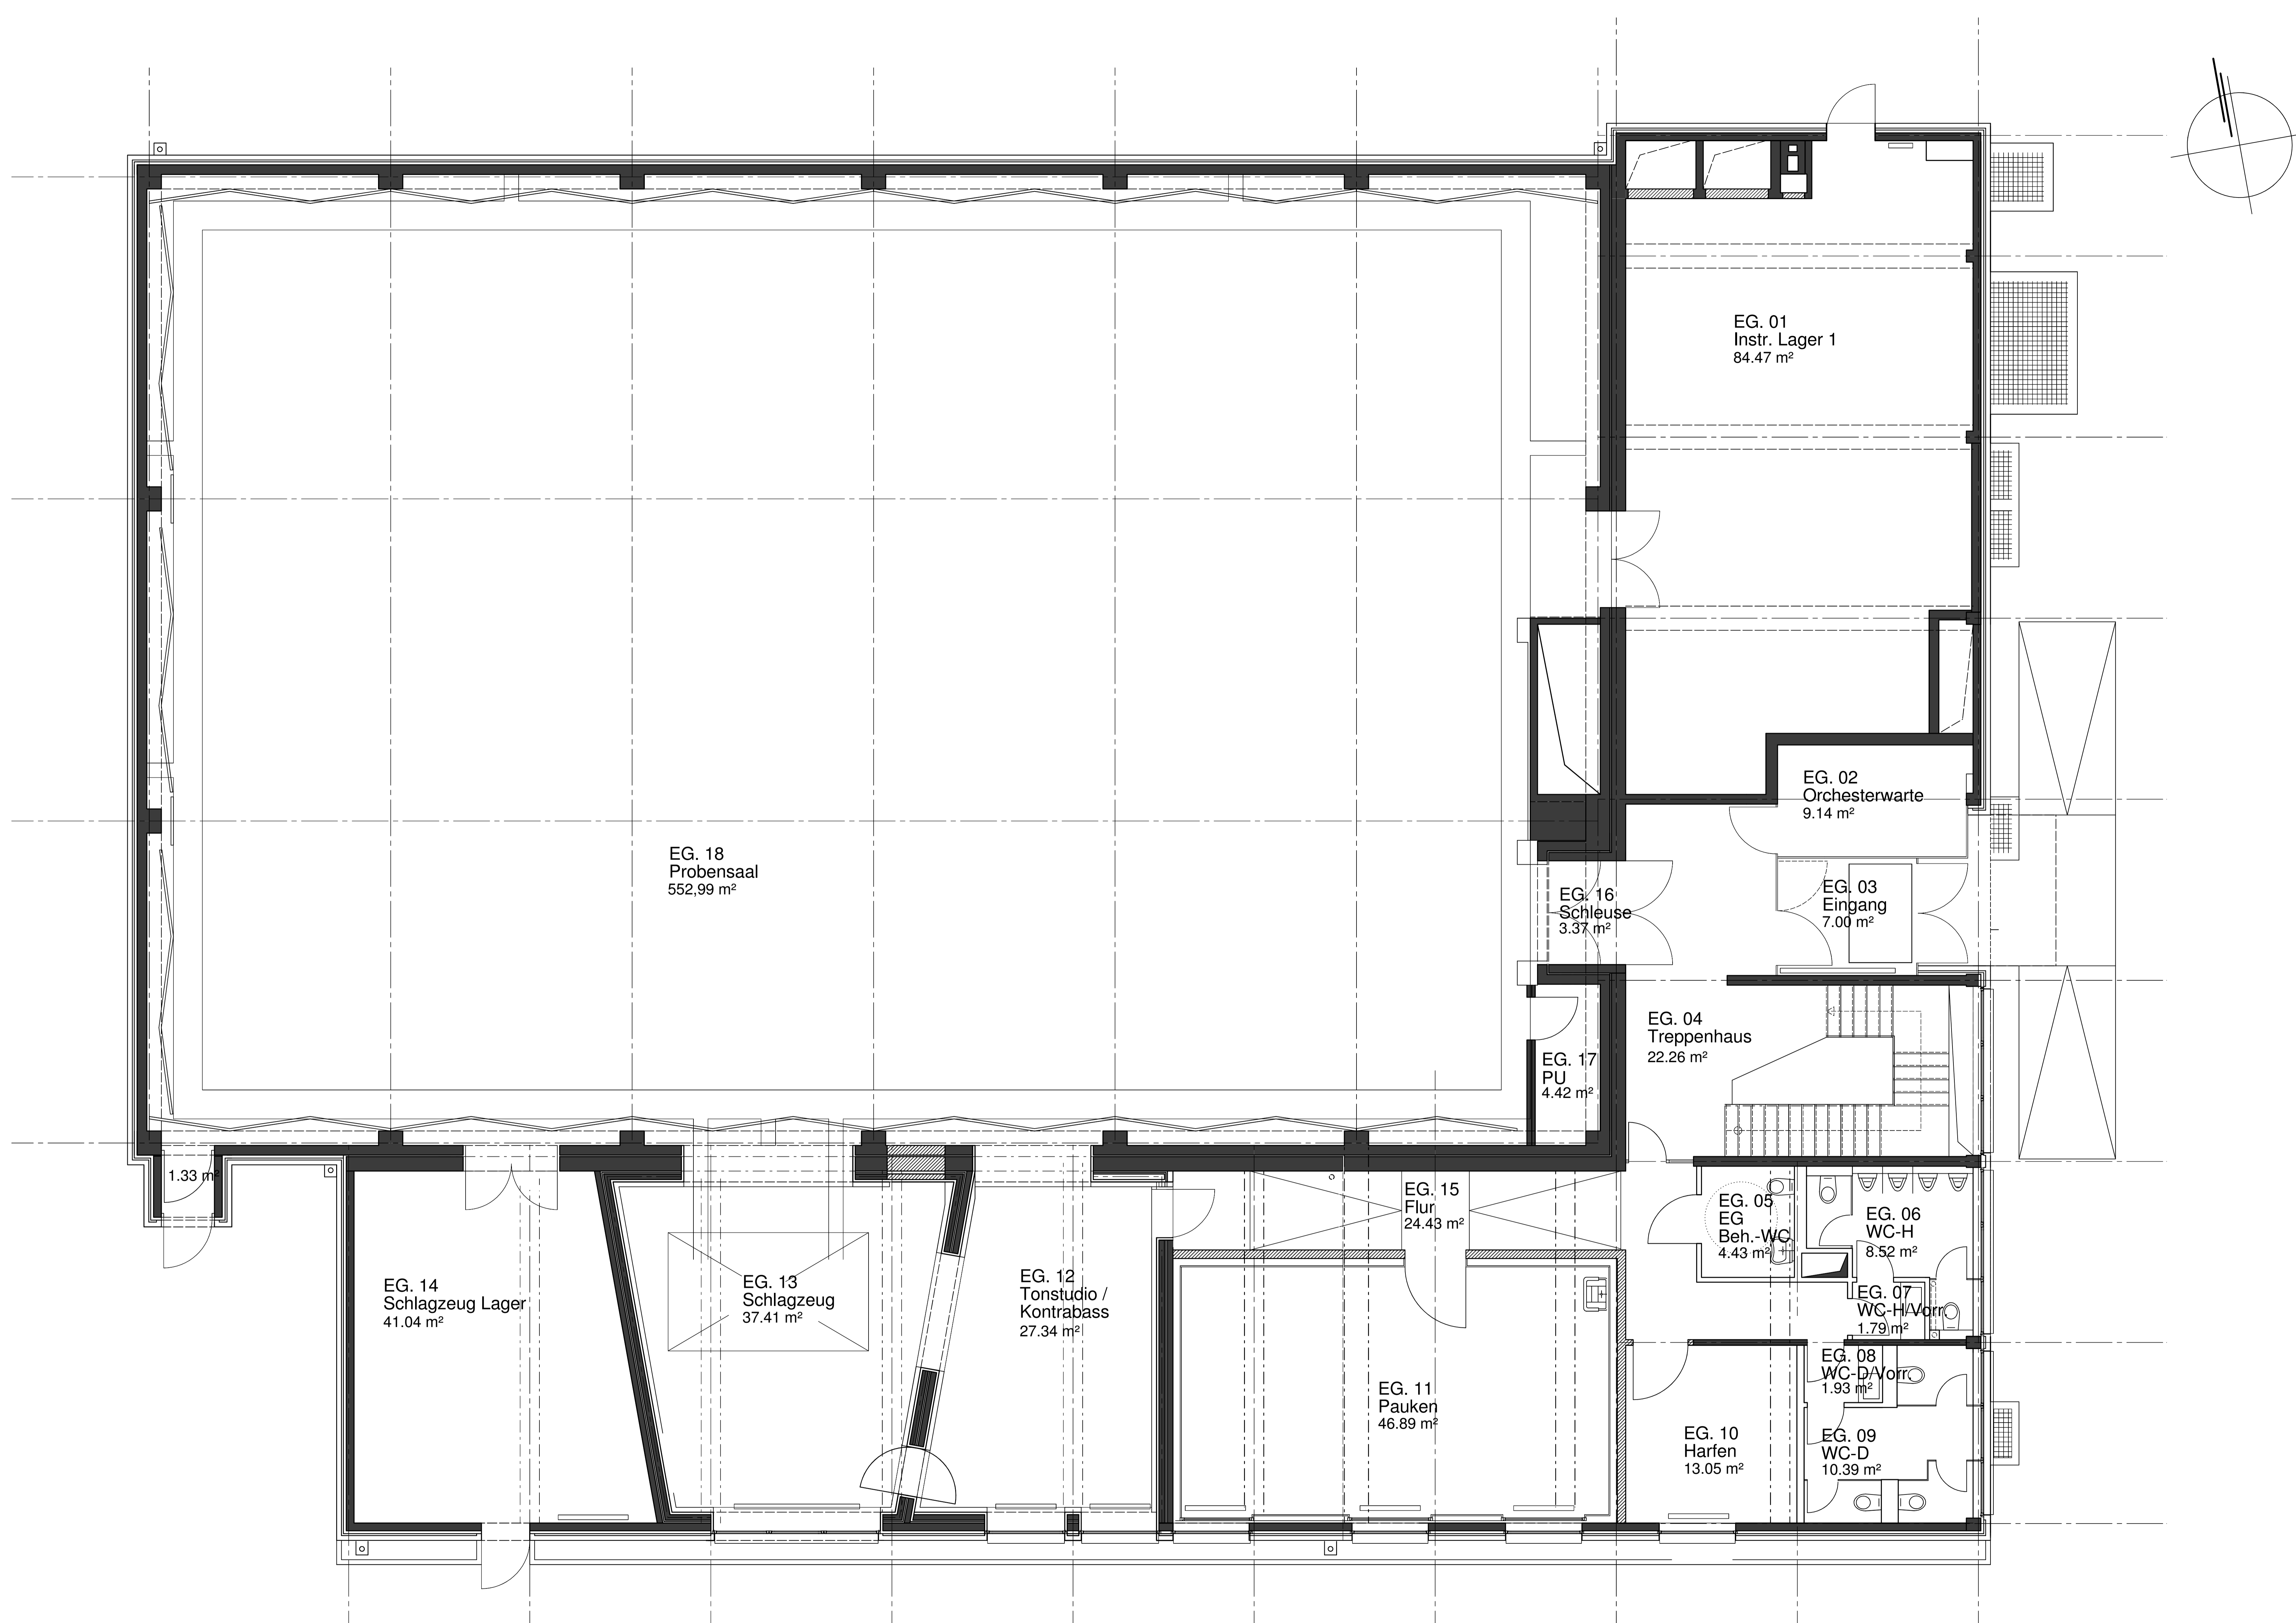 EG. 01
Instr. Lager 1
84.47 m²
EG. 02
Orchesterwarte
9.14 m²
EG. 18
Probensaal
552,99 m²
EG. 16
Schleuse
3.37 m²
EG. 03
Eingang
7.00 m²
EG. 04
Treppenhaus
22.26 m²
EG. 17
PU
4.42 m²
1.33 m²
EG. 15
Flur
24.43 m²
EG. 05
EG
Beh.-WC
4.43 m²
EG. 06
WC-H
8.52 m²
EG. 14
Schlagzeug Lager
41.04 m²
EG. 13
Schlagzeug
37.41 m²
EG. 12
Tonstudio /
Kontrabass
27.34 m²
EG. 07
WC-H/Vorr.
1.79 m²
EG. 08
WC-D/Vorr.
1.93 m²
EG. 11
Pauken
46.89 m²
EG. 10
Harfen
13.05 m²
EG. 09
WC-D
10.39 m²